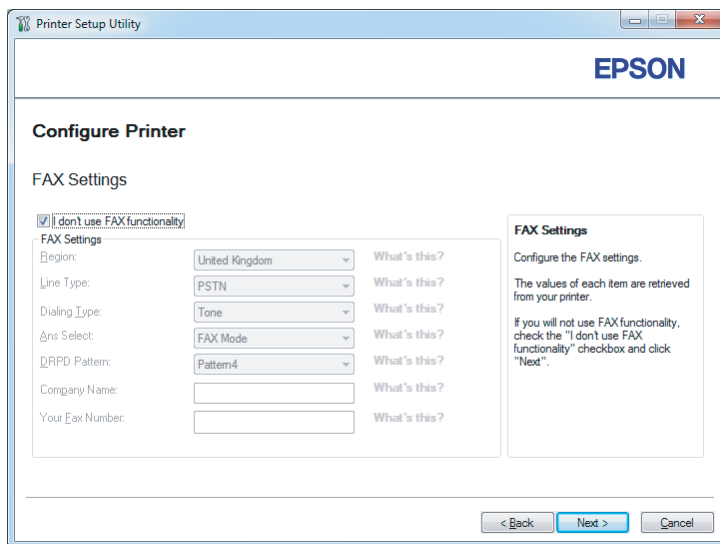 Printer Setup Utility
EPSON
Configure Printer
FAX Settings
I don't use FAX functionality
FAX Settings
Region: United Kingdom What's this?
Line Type: PSTN What's this?
Dialing Type: Tone What's this?
Ans Select: FAX Mode What's this?
DRPD Pattern: Pattern4 What's this?
Company Name: What's this?
Your Fax Number: What's this?
FAX Settings
Configure the FAX settings.
The values of each item are retrieved
from your printer.
If you will not use FAX functionality,
check the "I don't use FAX
functionality" checkbox and click
"Next".
< Back Next > Cancel